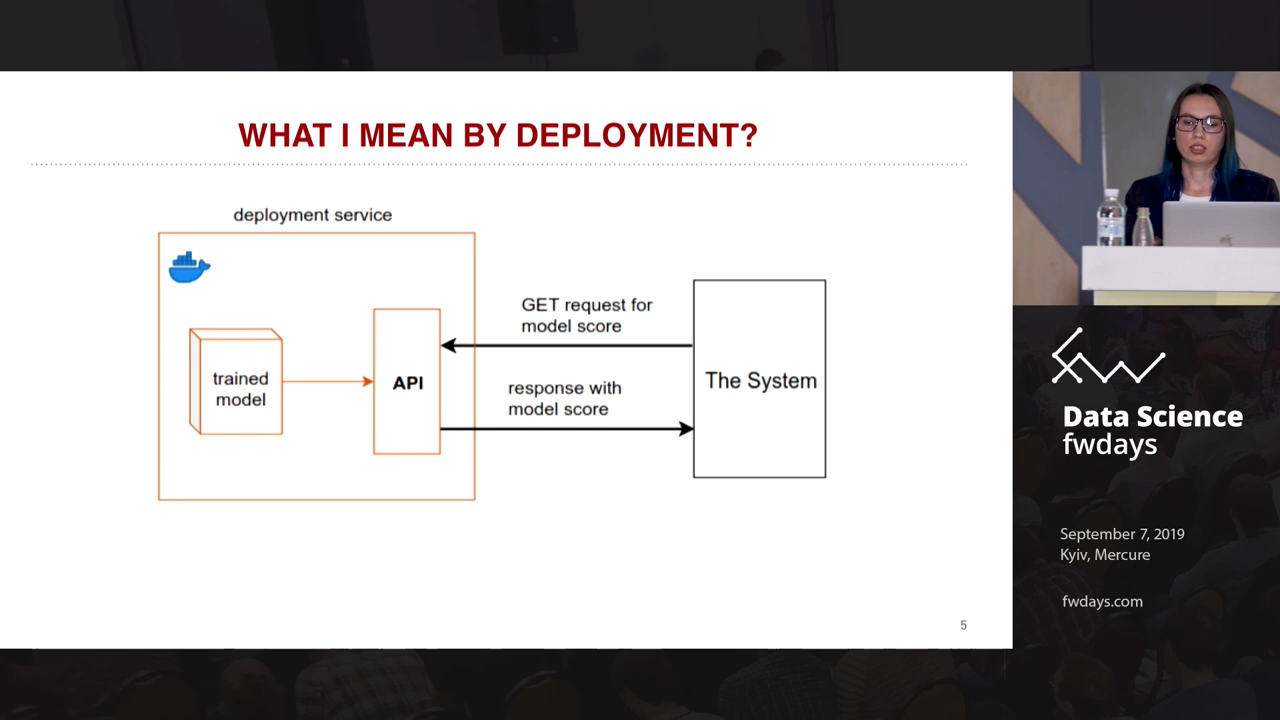 WHAT I MEAN BY DEPLOYMENT?
deployment service
trained
model
API
GET request for
model score
response with
model score
The System
5
Data Science
fwdays
September 7, 2019
Kyiv, Mercure
fwdays.com